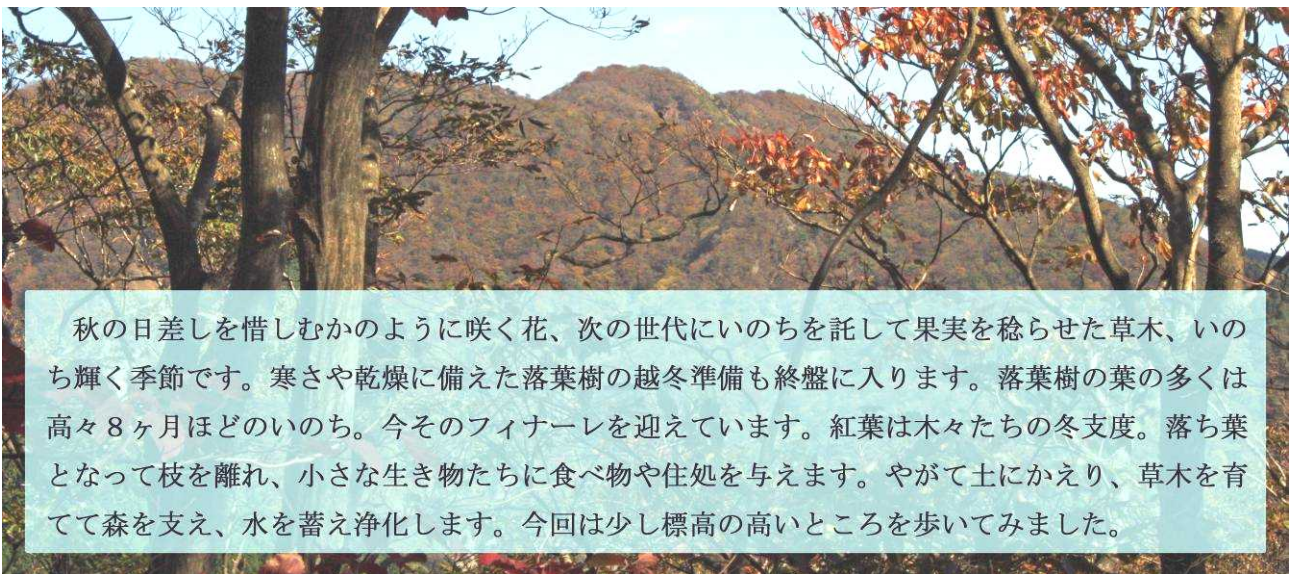 秋の日差しを惜しむかのように咲く花、次の世代にいのちを託して果実を稔らせた草木、いの
ち輝く季節です。寒さや乾燥に備えた落葉樹の越冬準備も終盤に入ります。落葉樹の葉の多くは
高々８ヶ月ほどのいのち。今そのフィナーレを迎えています。紅葉は木々たちの冬支度。落ち葉
となって枝を離れ、小さな生き物たちに食べ物や住処を与えます。やがて土にかえり、草木を育
てて森を支え、水を蓄え浄化します。今回は少し標高の高いところを歩いてみました。